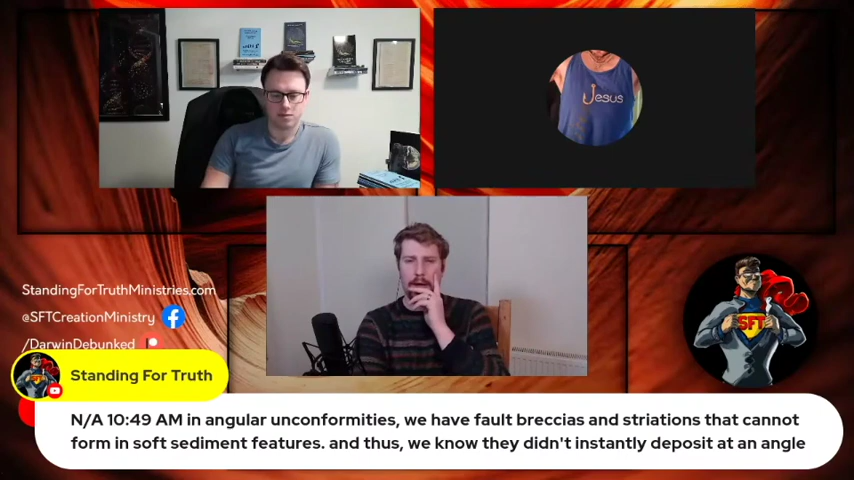 Jesus
StandingForTruthMinistries.com
@SFTCreationMinistry
/DarwinDebunked
SFT
Standing For Truth
N/A 10:49 AM in angular unconformities, we have fault breccias and striations that cannot
form in soft sediment features. and thus, we know they didn't instantly deposit at an angle